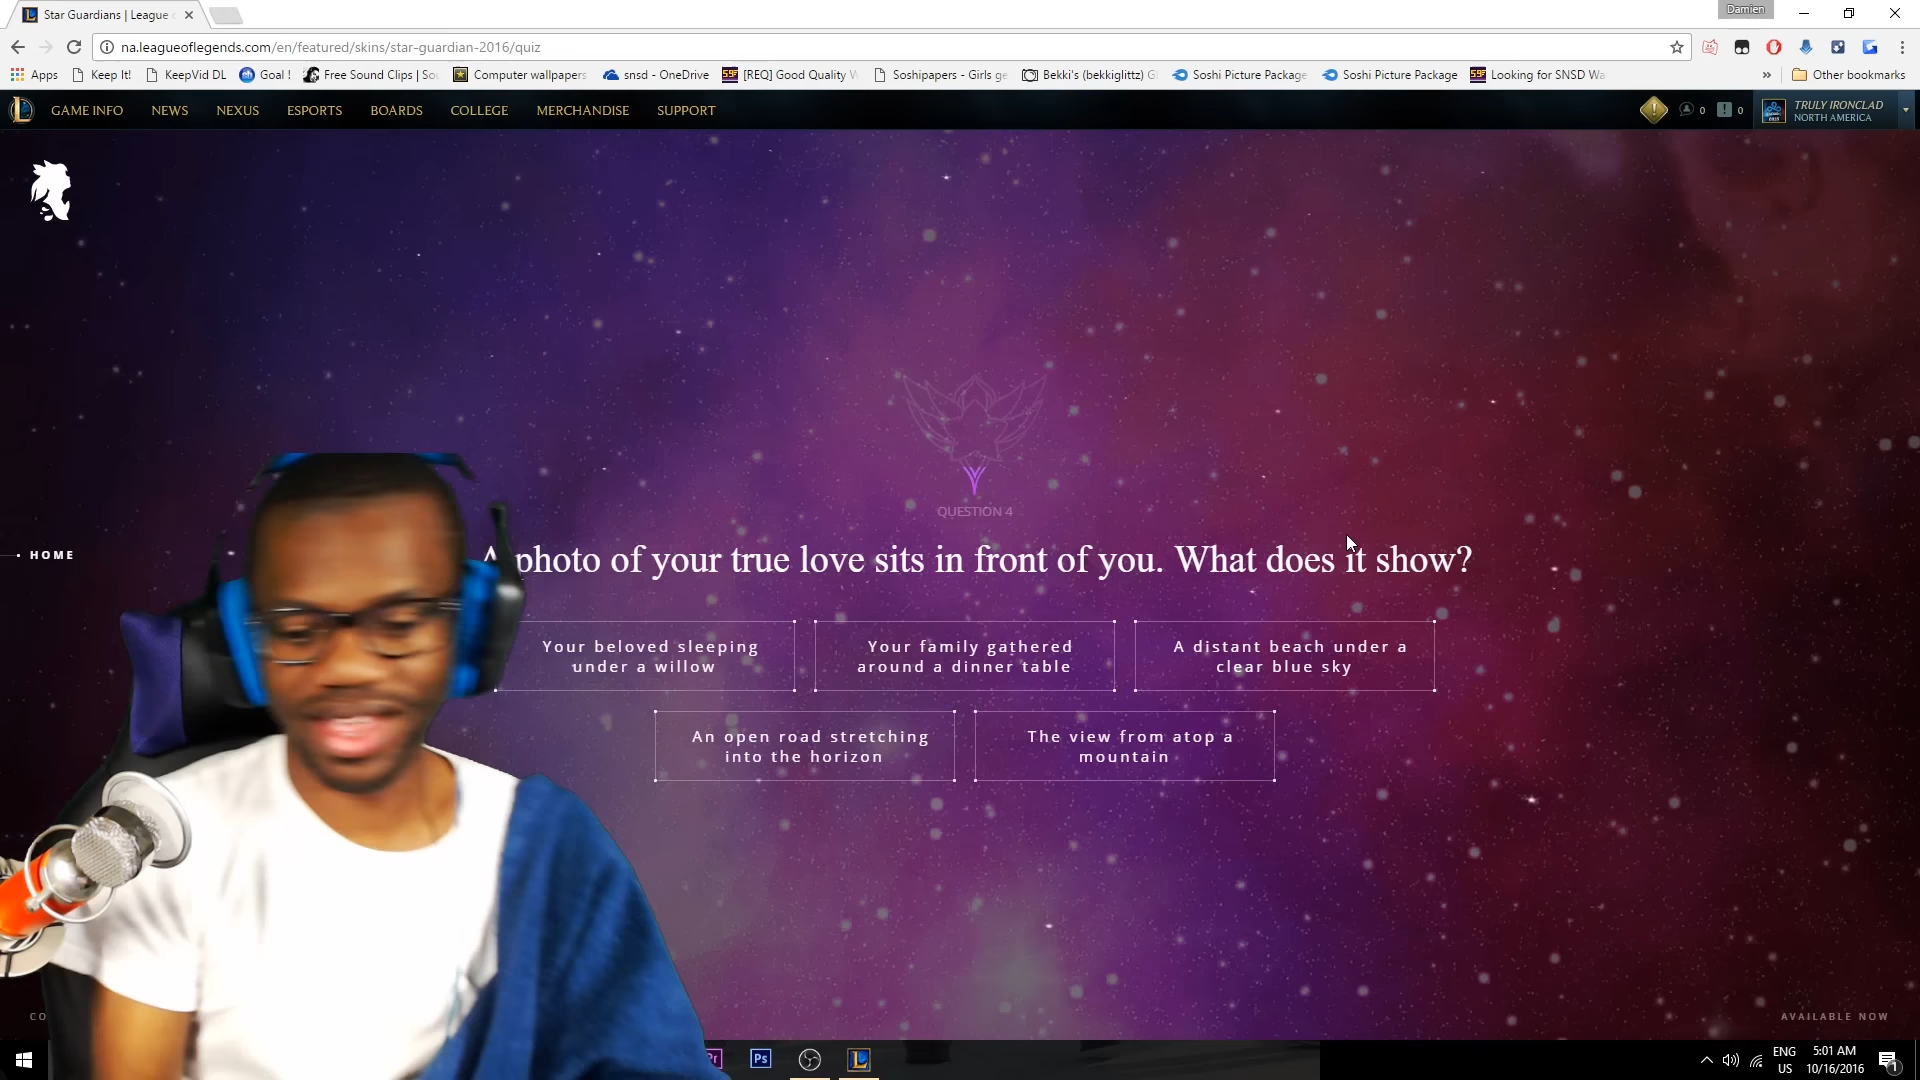 Star Guardians | League
Damien
na.leagueoflegends.com/en/featured/skins/star-guardian-2016/quiz
Apps Keep It! KeepVid DL Goal ! Free Sound Clips | Sou Computer wallpapers snsd - OneDrive [REQ] Good Quality Soshipapers - Girls ge Bekki's (bekkiglittz) Soshi Picture Package Soshi Picture Package Looking for SNSD Wa » Other bookmarks
GAME INFO NEWS NEXUS ESPORTS BOARDS COLLEGE MERCHANDISE SUPPORT 0 0 TRULY IRONCLAD
NORTH AMERICA
QUESTION 4
HOME
A photo of your true love sits in front of you. What does it show?
Your beloved sleeping
under a willow
Your family gathered
around a dinner table
A distant beach under a
clear blue sky
An open road stretching
into the horizon
The view from atop a
mountain
CO
AVAILABLE NOW
Pr Ps
ENG
US
5:01 AM
10/16/2016
1